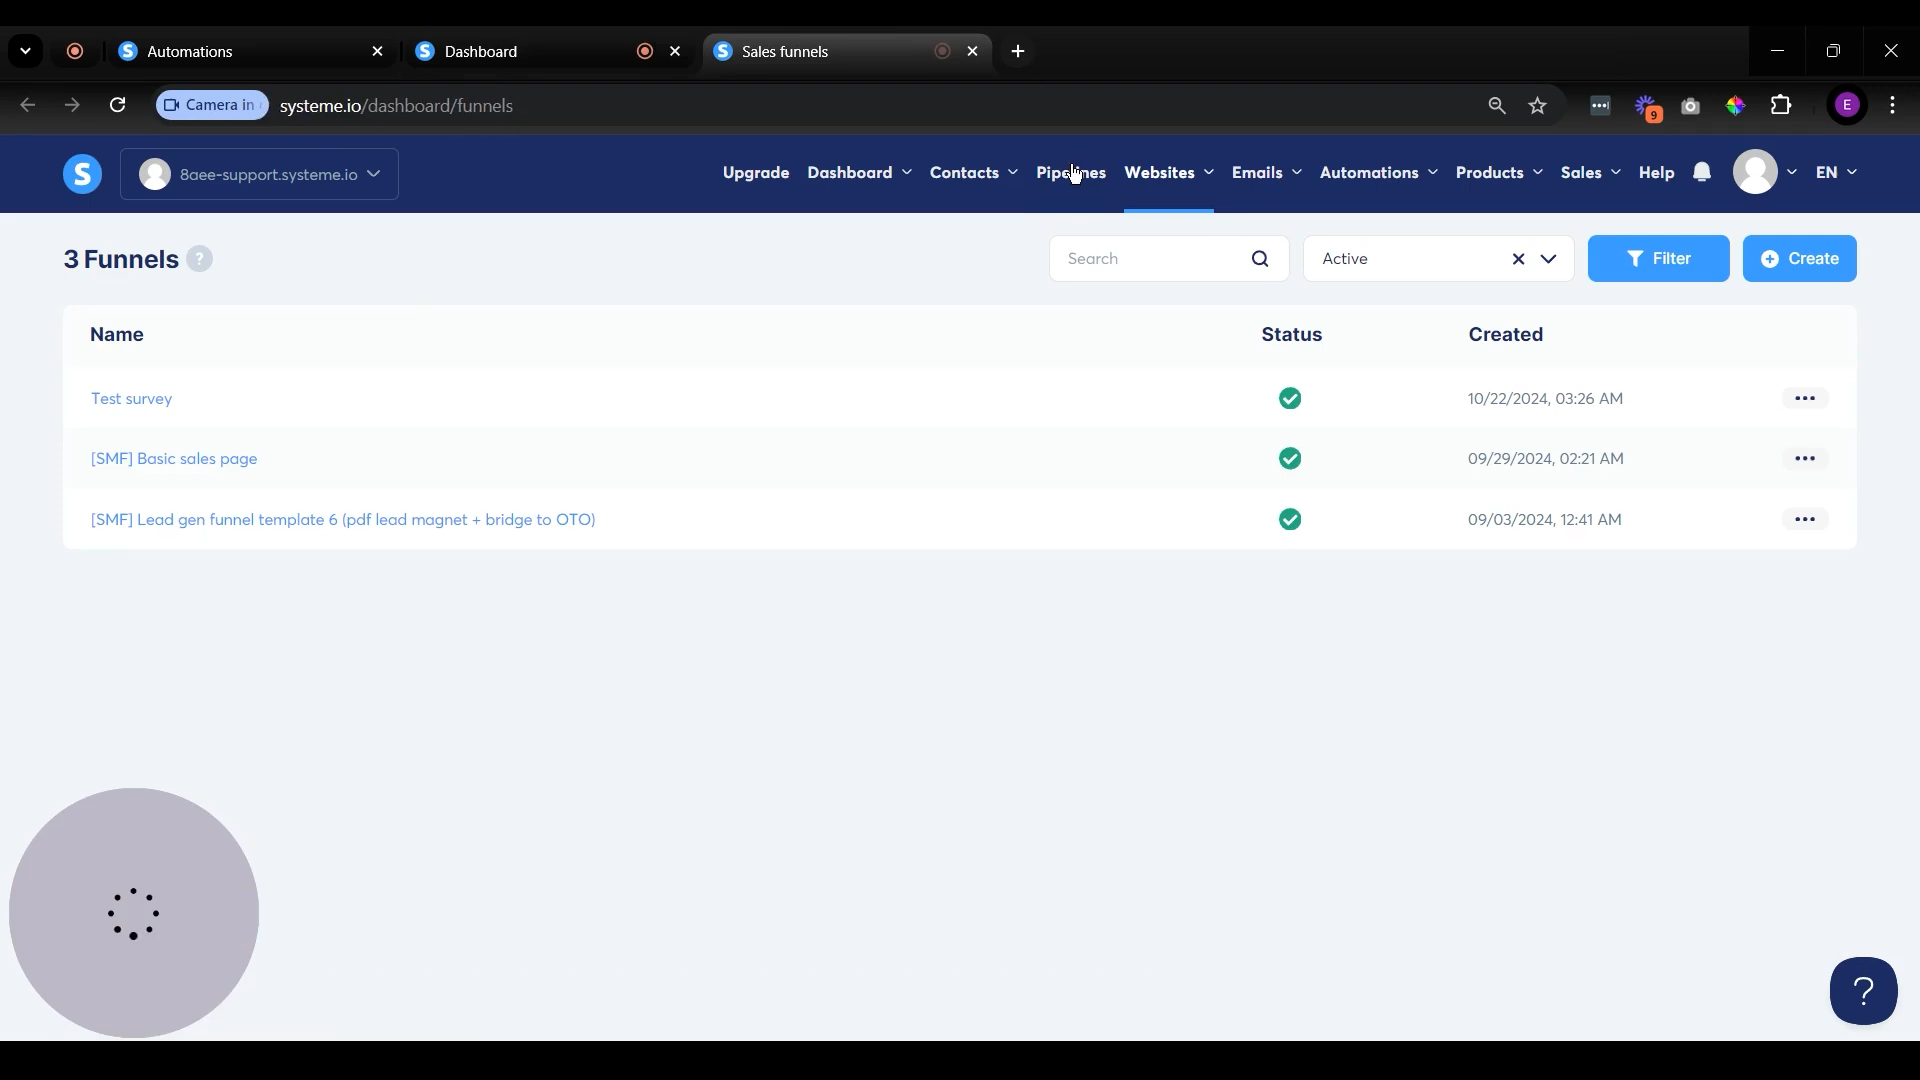 Automations
Dashboard
Sales funnels
Camera in
systeme.io/dashboard/funnels
9
E
S
8aee-support.systeme.io
Upgrade
Dashboard
Contacts
Pipelines
Websites
Emails
Automations
Products
Sales
Help
EN
3 Funnels ?
Search
Active
Filter
Create
Name
Status
Created
Test survey
10/22/2024, 03:26 AM
[SMF] Basic sales page
09/29/2024, 02:21 AM
[SMF] Lead gen funnel template 6 (pdf lead magnet + bridge to OTO)
09/03/2024, 12:41 AM
?